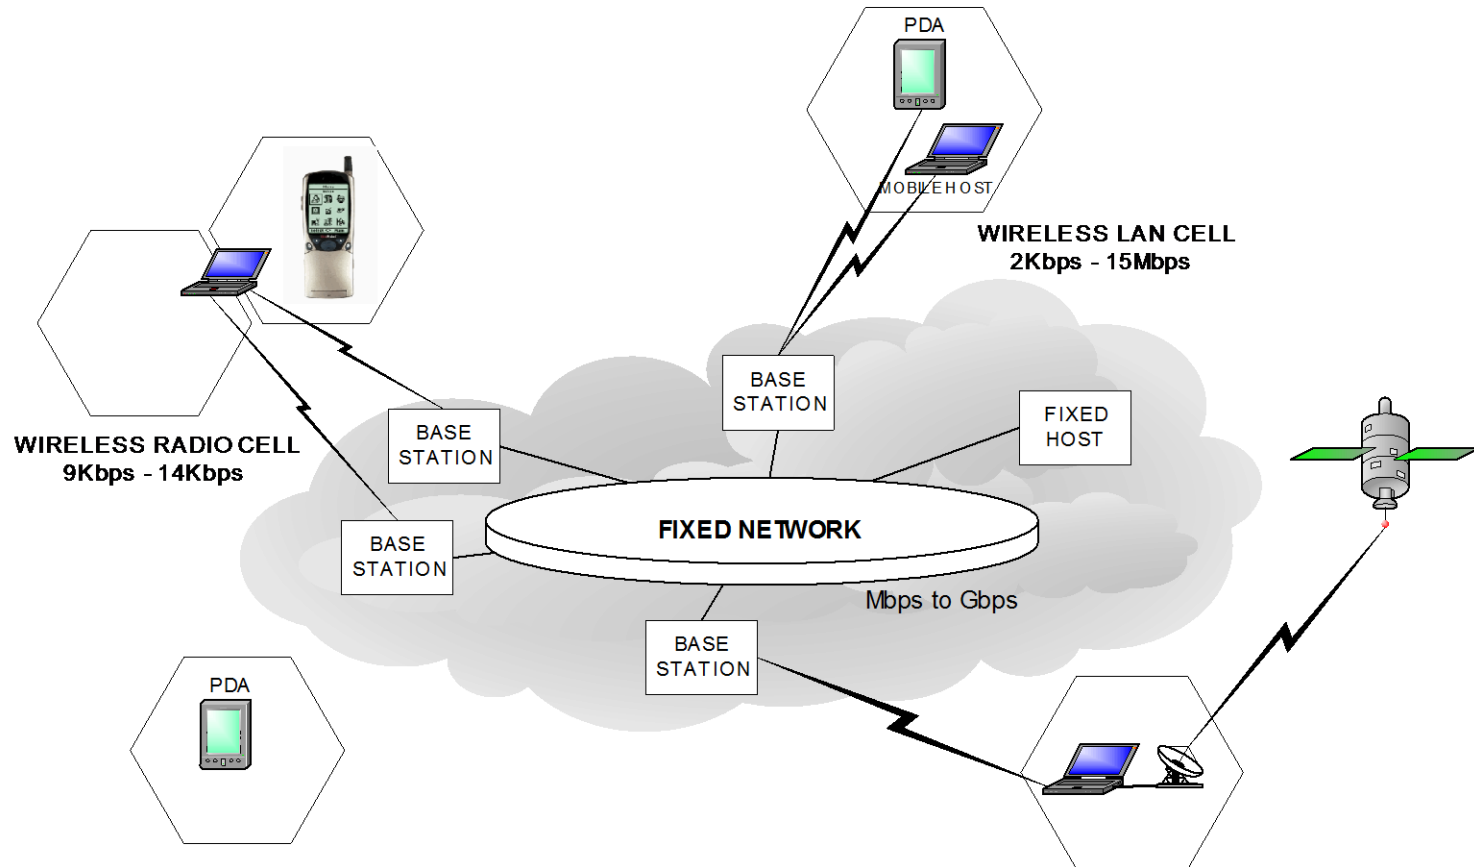 PDA
MOBILE HOST
WIRELESS LAN CELL
2Kbps - 15Mbps
BASE
STATION
FIXED
HOST
BASE
STATION
WIRELESS RADIO CELL
9Kbps - 14Kbps
FIXED NETWORK
BASE
STATION
Mbps to Gbps
BASE
STATION
PDA